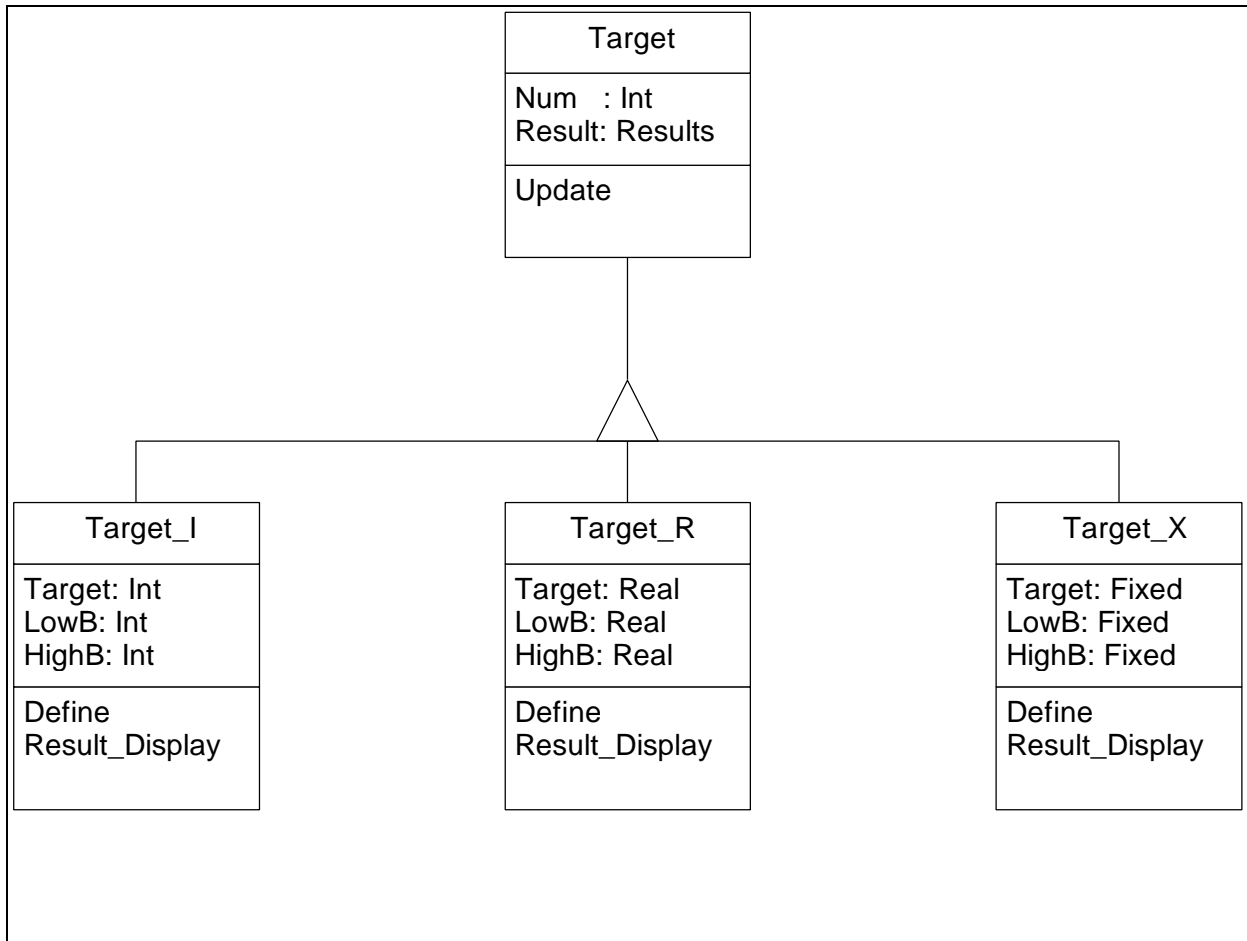 Target
Num : Int
Result: Results
Update
Target_I
Target: Int
LowB: Int
HighB: Int
Define
Result_Display
Target_R
Target: Real
LowB: Real
HighB: Real
Define
Result_Display
Target_X
Target: Fixed
LowB: Fixed
HighB: Fixed
Define
Result_Display